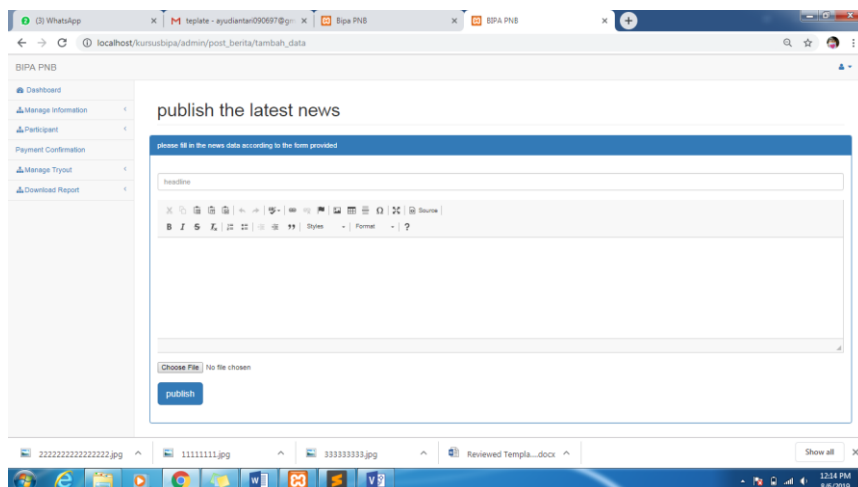 (3) WhatsApp
teplate - ayudiantari090697@gm
Bipa PNB
BIPA PNB
localhost/kursusbipa/admin/post_berita/tambah_data
BIPA PNB
Dashboard
Manage Information
Participant
Payment Confirmation
Manage Tryout
Download Report
publish the latest news
please fill in the news data according to the form provided
headline
Source
B I S Tx Styles Format ?
Choose File No file chosen
publish
2222222222222222.jpg
11111111.jpg
333333333.jpg
Reviewed Templa....docx
Show all
12:14 PM